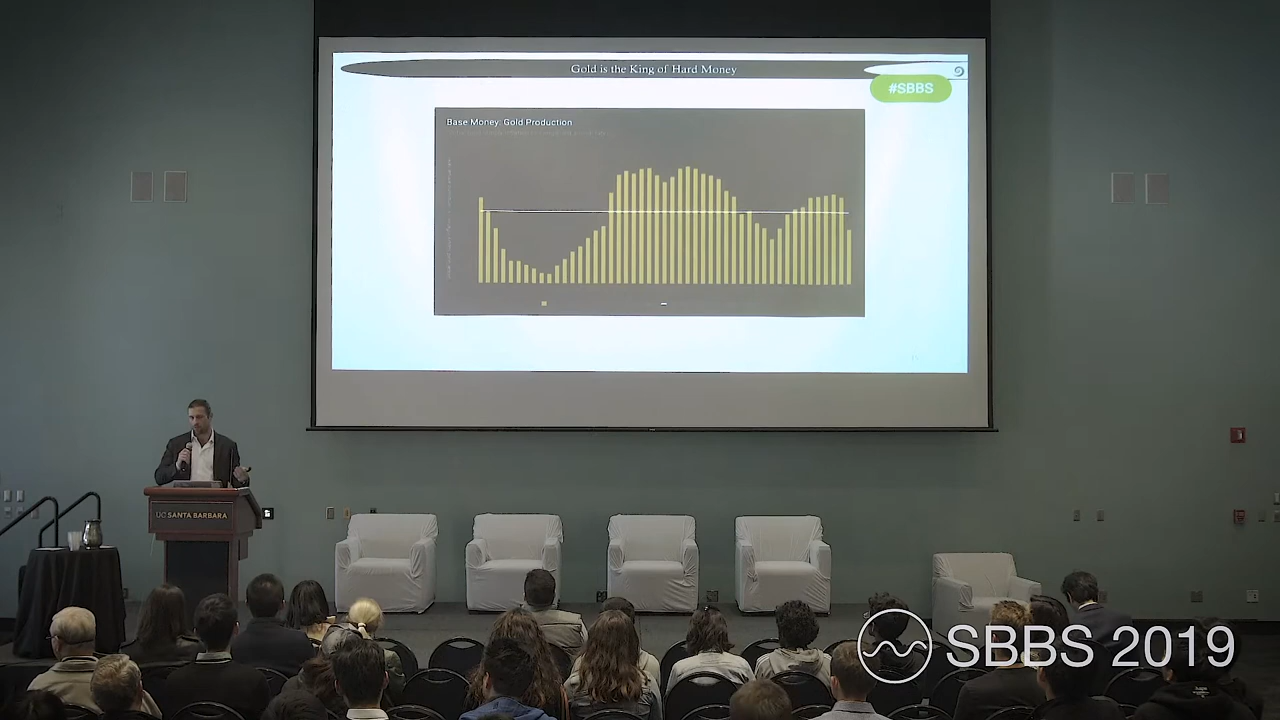 Gold is the King of Hard Money
#SBBS
Base Money: Gold Production
UC SANTA BARBARA
SBBS 2019